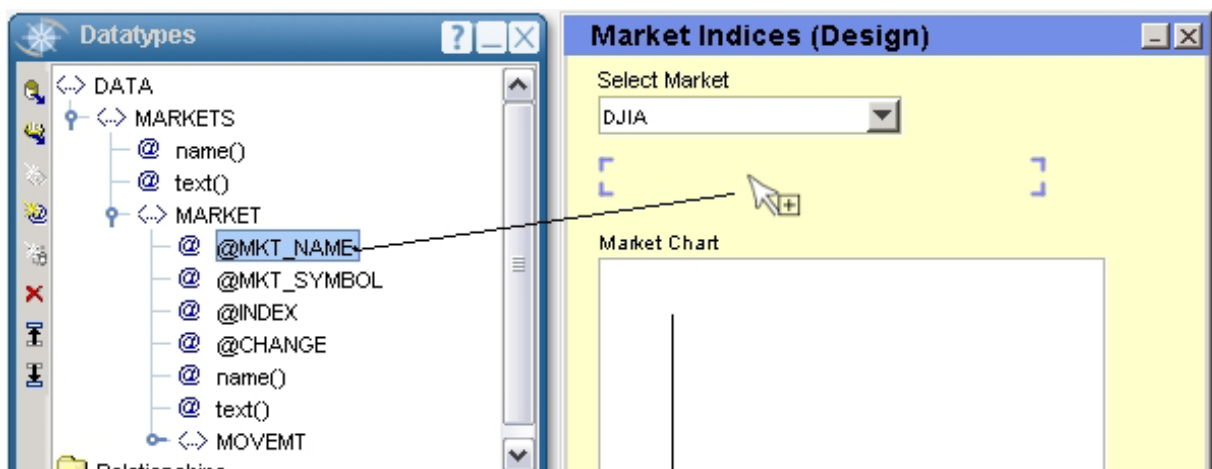 Datatypes
?
DATA
MARKETS
@ name()
@ text()
MARKET
@ @MKT_NAME
@ @MKT_SYMBOL
@ @INDEX
@ @CHANGE
@ name()
@ text()
MOVEMT
Relationships
Market Indices (Design)
Select Market
DJIA
Market Chart